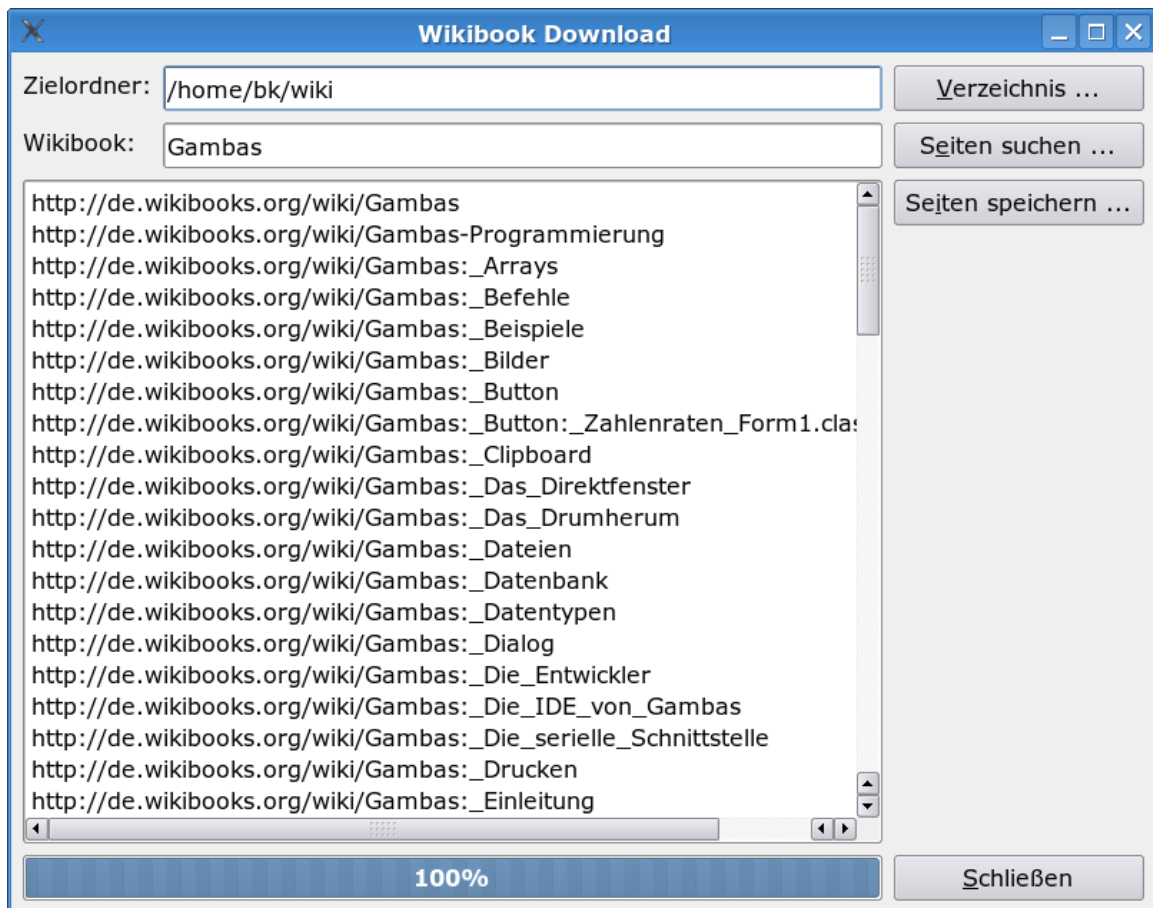 Wikibook Download
Zielordner: /home/bk/wiki Verzeichnis ...
Wikibook: Gambas Seiten suchen ...
Seiten speichern ...
http://de.wikibooks.org/wiki/Gambas
http://de.wikibooks.org/wiki/Gambas-Programmierung
http://de.wikibooks.org/wiki/Gambas:_Arrays
http://de.wikibooks.org/wiki/Gambas:_Befehle
http://de.wikibooks.org/wiki/Gambas:_Beispiele
http://de.wikibooks.org/wiki/Gambas:_Bilder
http://de.wikibooks.org/wiki/Gambas:_Button
http://de.wikibooks.org/wiki/Gambas:_Button:_Zahlenraten_Form1.clas
http://de.wikibooks.org/wiki/Gambas:_Clipboard
http://de.wikibooks.org/wiki/Gambas:_Das_Direktfenster
http://de.wikibooks.org/wiki/Gambas:_Das_Drumherum
http://de.wikibooks.org/wiki/Gambas:_Dateien
http://de.wikibooks.org/wiki/Gambas:_Datenbank
http://de.wikibooks.org/wiki/Gambas:_Datentypen
http://de.wikibooks.org/wiki/Gambas:_Dialog
http://de.wikibooks.org/wiki/Gambas:_Die_Entwickler
http://de.wikibooks.org/wiki/Gambas:_Die_IDE_von_Gambas
http://de.wikibooks.org/wiki/Gambas:_Die_serielle_Schnittstelle
http://de.wikibooks.org/wiki/Gambas:_Drucken
http://de.wikibooks.org/wiki/Gambas:_Einleitung
100% Schließen